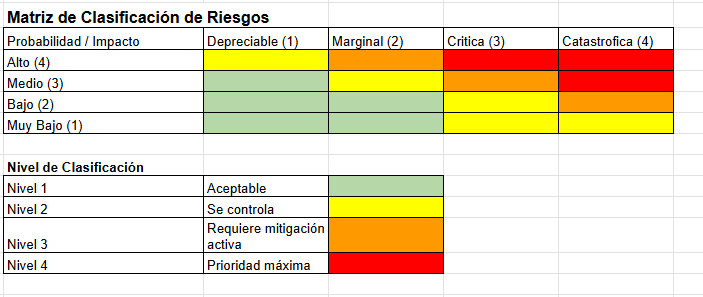 Matriz de Clasificación de Riesgos
Probabilidad / Impacto Depreciable (1) Marginal (2) Critica (3) Catastrofica (4)
Alto (4)
Medio (3)
Bajo (2)
Muy Bajo (1)
Nivel de Clasificación
Nivel 1 Aceptable
Nivel 2 Se controla
Nivel 3 Requiere mitigación
activa
Nivel 4 Prioridad máxima